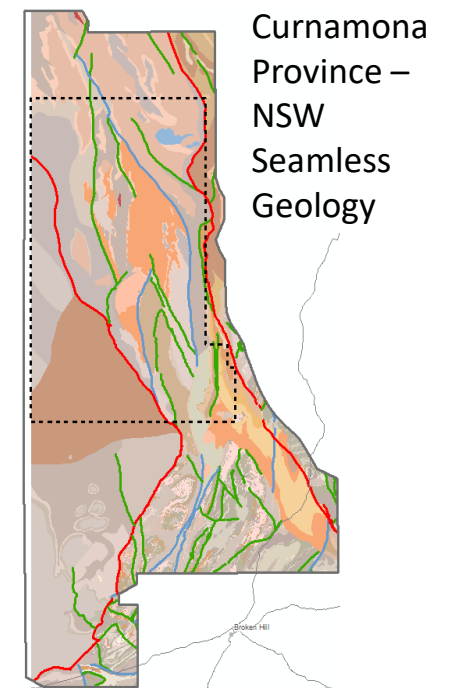 Curnamona
Province –
NSW
Seamless
Geology
Broken Hill